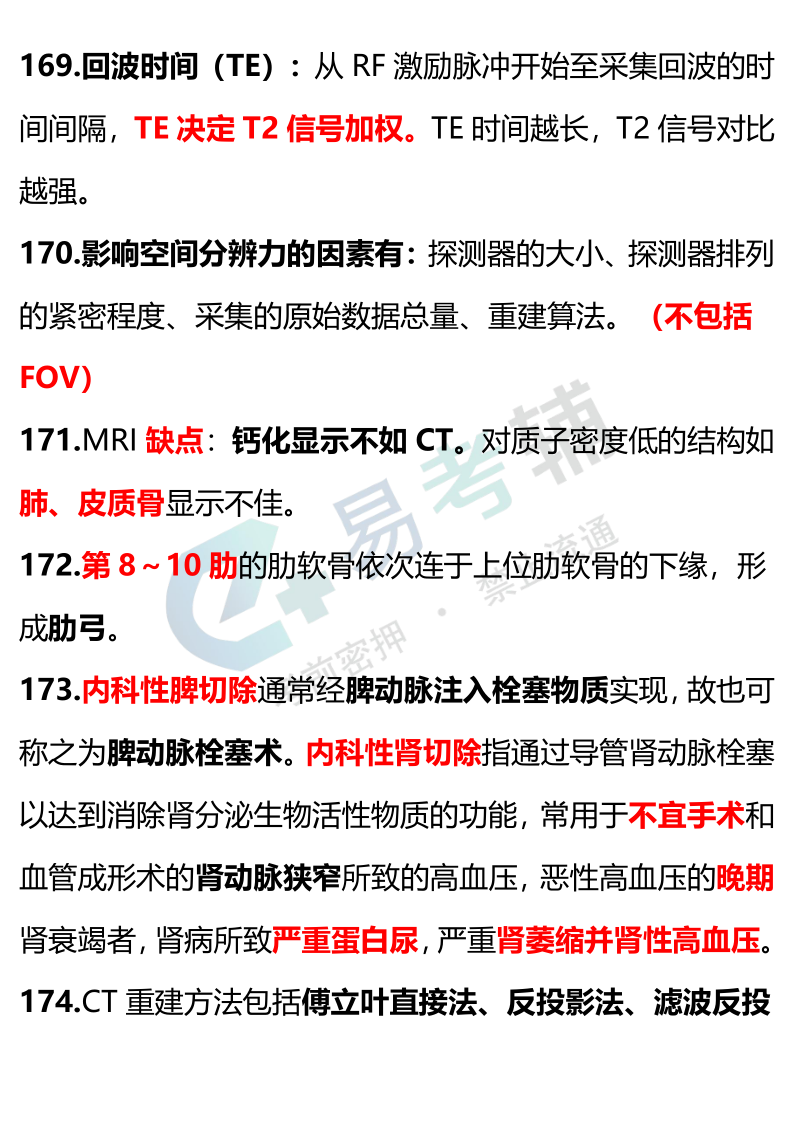 169.回波时间（TE）：从 RF 激励脉冲开始至采集回波的时
间间隔，TE 决定 T2 信号加权。TE 时间越长，T2 信号对比
越强。
170.影响空间分辨力的因素有：探测器的大小、探测器排列
的紧密程度、采集的原始数据总量、重建算法。（不包括
FOV）
171.MRI 缺点：钙化显示不如 CT。对质子密度低的结构如
肺、皮质骨显示不佳。
172.第 8～10 肋的肋软骨依次连于上位肋软骨的下缘，形
成肋弓。
173.内科性脾切除通常经脾动脉注入栓塞物质实现，故也可
称之为脾动脉栓塞术。内科性肾切除指通过导管肾动脉栓塞
以达到消除肾分泌生物活性物质的功能，常用于不宜手术和
血管成形术的肾动脉狭窄所致的高血压，恶性高血压的晚期
肾衰竭者，肾病所致严重蛋白尿，严重肾萎缩并肾性高血压。
174.CT 重建方法包括傅立叶直接法、反投影法、滤波反投
易考辅
考前密押 · 禁止流通